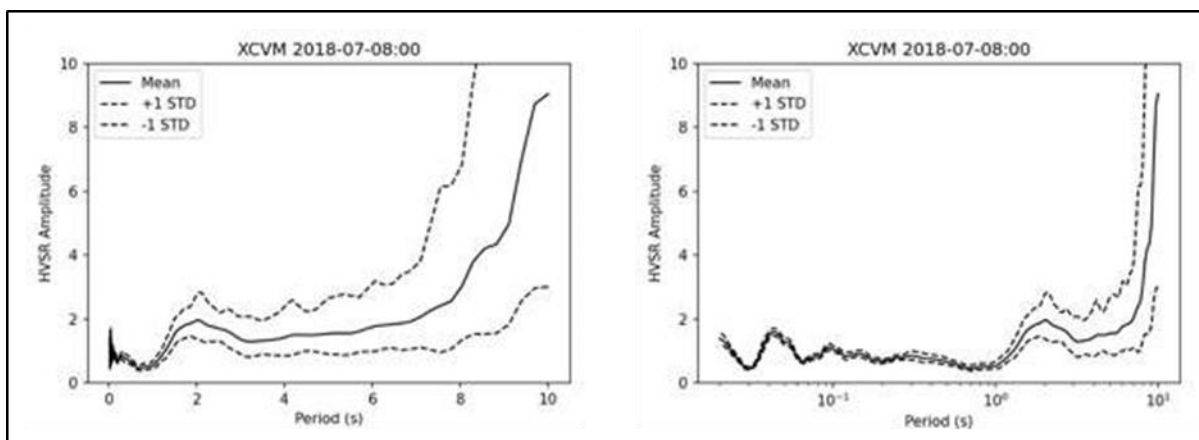 XCVM 2018-07-08:00
10
8
6
4
2
0
HVSR Amplitude
Mean
+1 STD
-1 STD
0 2 4 6 8 10
Period (s)
XCVM 2018-07-08:00
10
8
6
4
2
0
HVSR Amplitude
Mean
+1 STD
-1 STD
10⁻¹ 10⁰ 10¹
Period (s)